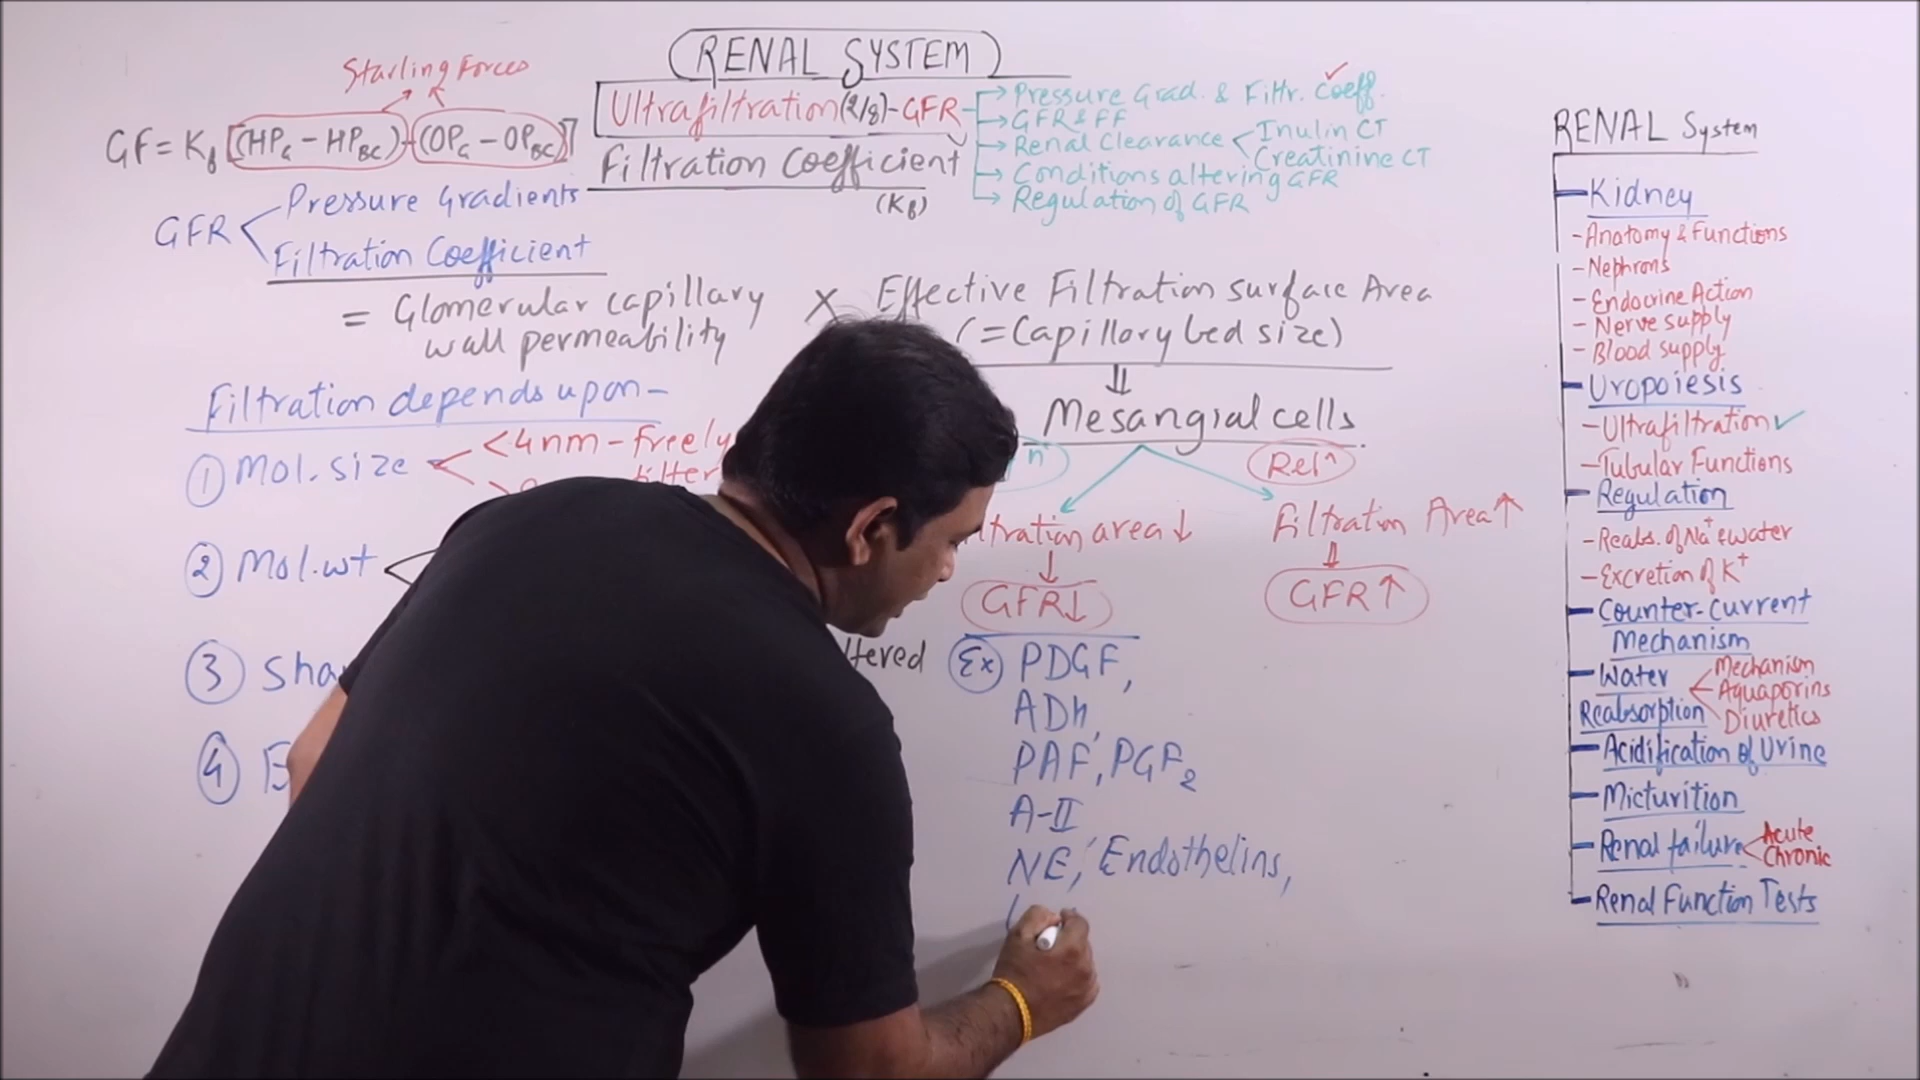 RENAL SYSTEM
Starling Forces
Ultrafiltration (2/8) - GFR
→ Pressure Grad. & Filtr. Coeff. ✓
→ GFR & FF
→ Renal Clearance < Inulin CT
Creatinine CT
→ Conditions altering GFR
→ Regulation of GFR
GF = Kf [(HPG - HPBC) - (OPG - OPBC)]
Filtration Coefficient
(Kf)
GFR < Pressure Gradients
Filtration Coefficient
= Glomerular capillary wall permeability × Effective Filtration surface Area
(= Capillary bed size)
⇓
Filtration depends upon -
① Mol. size < <4nm - Freely
② Mol. wt <
③ Sha
④
Mesangial cells
Rel↑
tration area ↓
↓
GFR↓
Filtration Area ↑
⇓
GFR ↑
ltered
Ex PDGF,
ADH,
PAF, PGF2
A-II
NE, Endothelins,
RENAL System
- Kidney
- Anatomy & Functions
- Nephrons
- Endocrine Action
- Nerve supply
- Blood supply
- Uropoiesis
- Ultrafiltration ✓
- Tubular Functions
- Regulation
- Reabs. of Na+ & water
- Excretion of K+
- Counter-current
Mechanism
- Water Reabsorption < Mechanism
Aquaporins
Diuretics
- Acidification of Urine
- Micturition
- Renal failure < Acute
Chronic
- Renal Function Tests